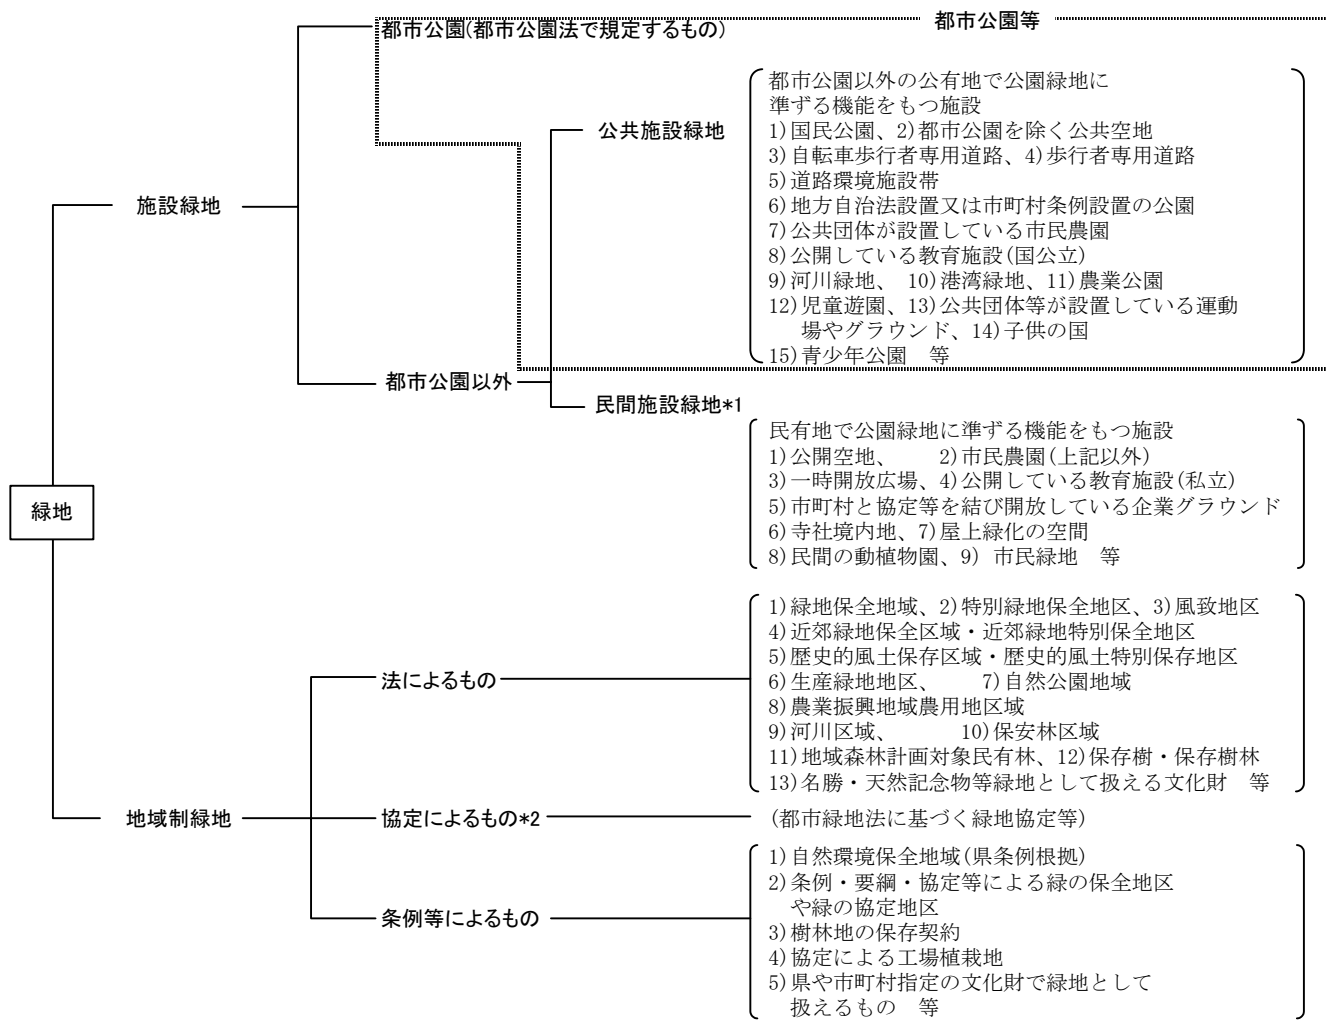 都市公園等
都市公園(都市公園法で規定するもの)
公共施設緑地
都市公園以外の公有地で公園緑地に
準ずる機能をもつ施設
1)国民公園、2)都市公園を除く公共空地
3)自転車歩行者専用道路、4)歩行者専用道路
5)道路環境施設帯
6)地方自治法設置又は市町村条例設置の公園
7)公共団体が設置している市民農園
8)公開している教育施設(国公立)
9)河川緑地、 10)港湾緑地、11)農業公園
12)児童遊園、13)公共団体等が設置している運動
場やグラウンド、14)子供の国
15)青少年公園　等
施設緑地
都市公園以外
民間施設緑地*1
民有地で公園緑地に準ずる機能をもつ施設
1)公開空地、　　2)市民農園(上記以外)
3)一時開放広場、4)公開している教育施設(私立)
5)市町村と協定等を結び開放している企業グラウンド
6)寺社境内地、7)屋上緑化の空間
8)民間の動植物園、9) 市民緑地　等
緑地
1)緑地保全地域、2)特別緑地保全地区、3)風致地区
4)近郊緑地保全区域・近郊緑地特別保全地区
5)歴史的風土保存区域・歴史的風土特別保存地区
6)生産緑地地区、　　7)自然公園地域
8)農業振興地域農用地区域
9)河川区域、　　　10)保安林区域
11)地域森林計画対象民有林、12)保存樹・保存樹林
13)名勝・天然記念物等緑地として扱える文化財　等
法によるもの
地域制緑地
協定によるもの*2
(都市緑地法に基づく緑地協定等)
条例等によるもの
1)自然環境保全地域(県条例根拠)
2)条例・要綱・協定等による緑の保全地区
や緑の協定地区
3)樹林地の保存契約
4)協定による工場植栽地
5)県や市町村指定の文化財で緑地として
扱えるもの　等